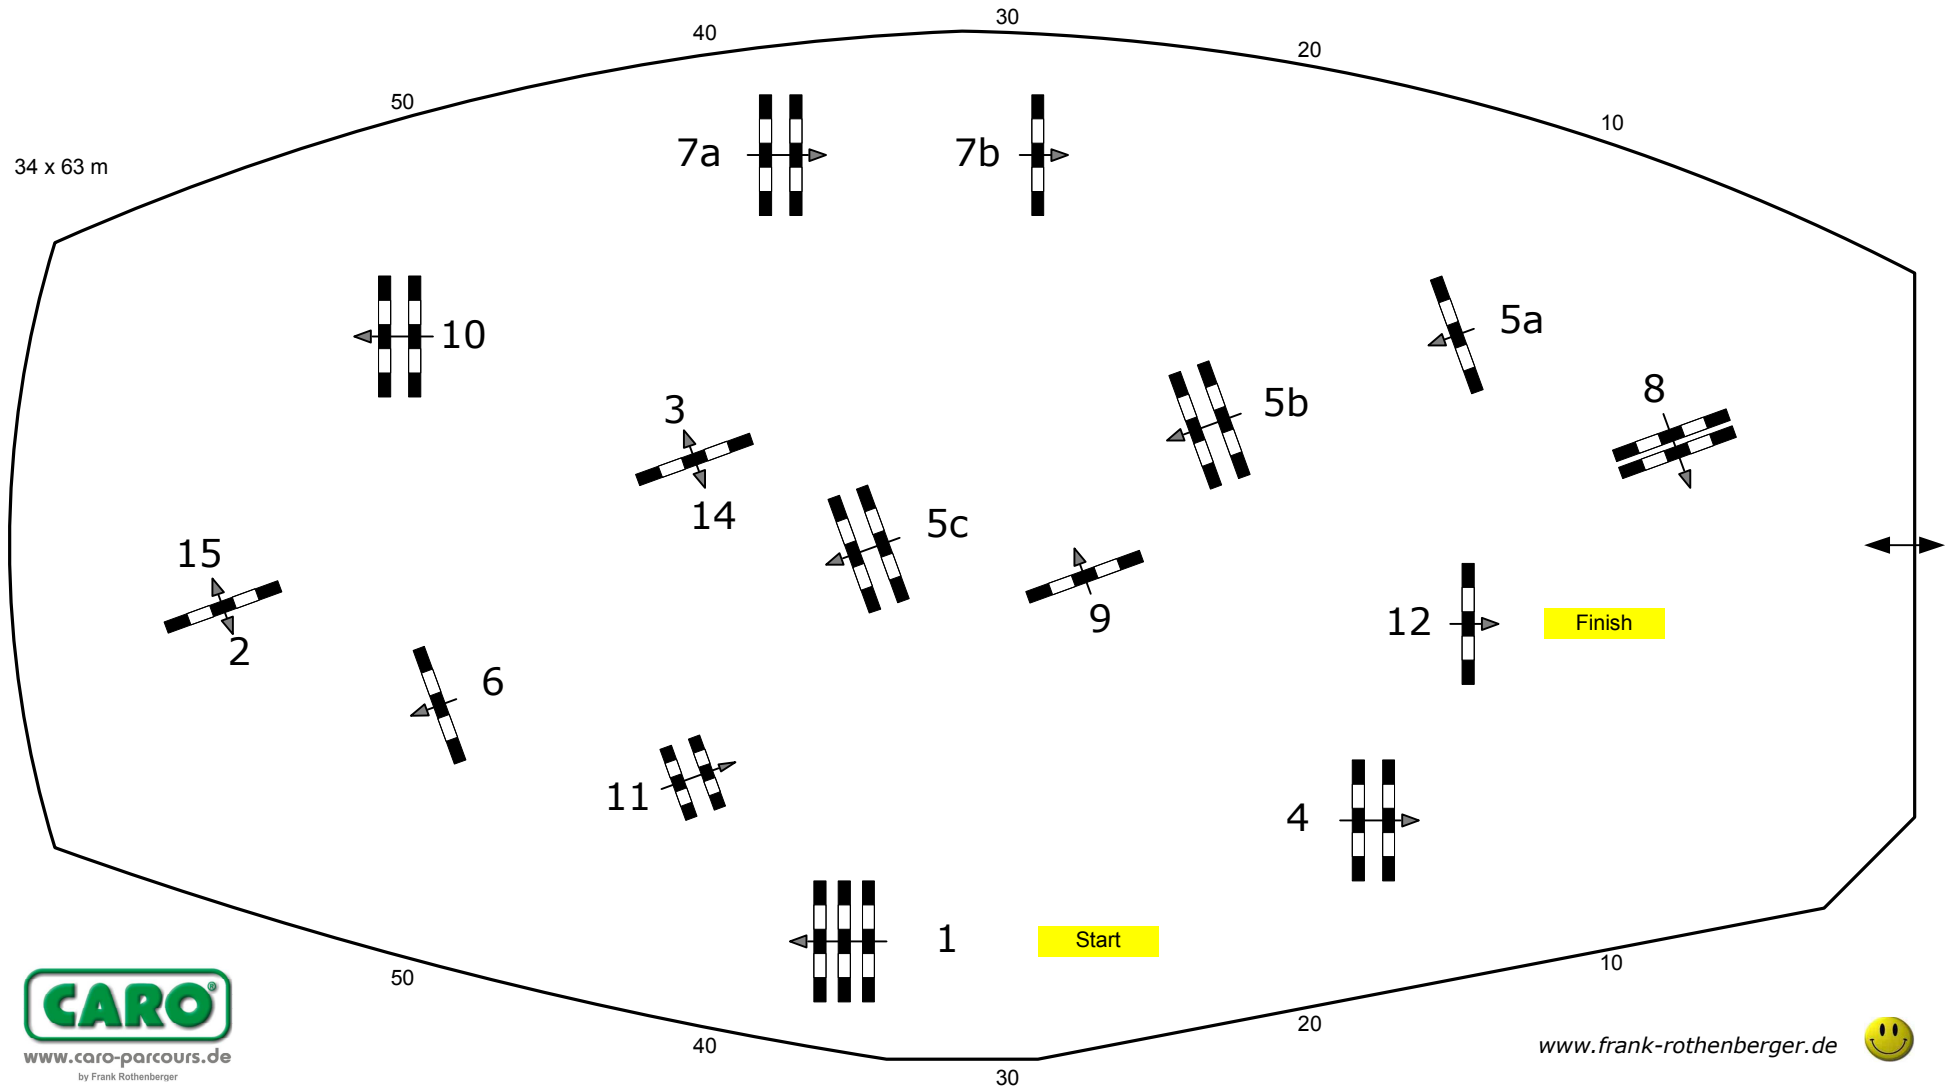 30
40
20
50
10
34 x 63 m
7a
7b
10
5a
5b
8
3
14
5c
15
2
9
12
Finish
6
11
4
1
Start
50
10
20
40
30
CARO®
www.caro-parcours.de
by Frank Rothenberger
www.frank-rothenberger.de